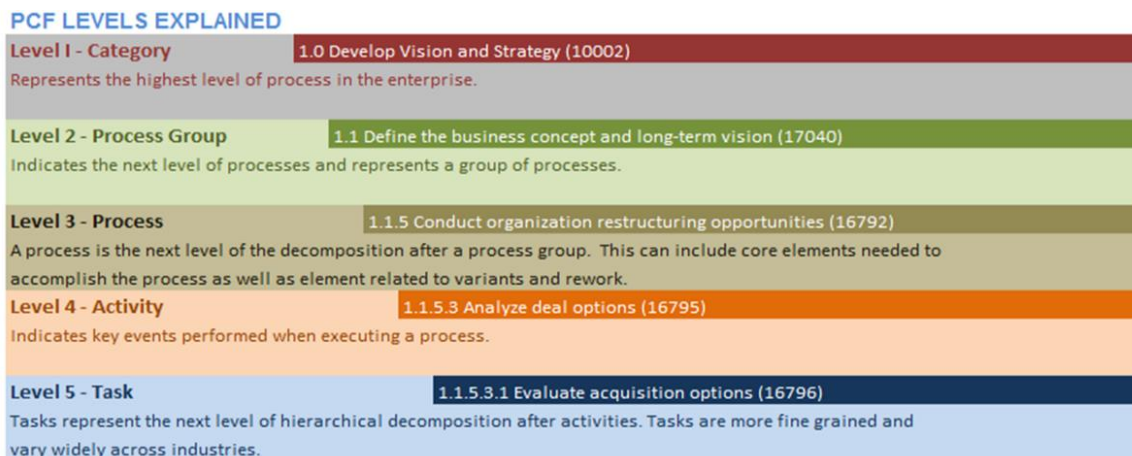 PCF LEVELS EXPLAINED
Level I - Category 1.0 Develop Vision and Strategy (10002)
Represents the highest level of process in the enterprise.
Level 2 - Process Group 1.1 Define the business concept and long-term vision (17040)
Indicates the next level of processes and represents a group of processes.
Level 3 - Process 1.1.5 Conduct organization restructuring opportunities (16792)
A process is the next level of the decomposition after a process group. This can include core elements needed to
accomplish the process as well as element related to variants and rework.
Level 4 - Activity 1.1.5.3 Analyze deal options (16795)
Indicates key events performed when executing a process.
Level 5 - Task 1.1.5.3.1 Evaluate acquisition options (16796)
Tasks represent the next level of hierarchical decomposition after activities. Tasks are more fine grained and
vary widely across industries.